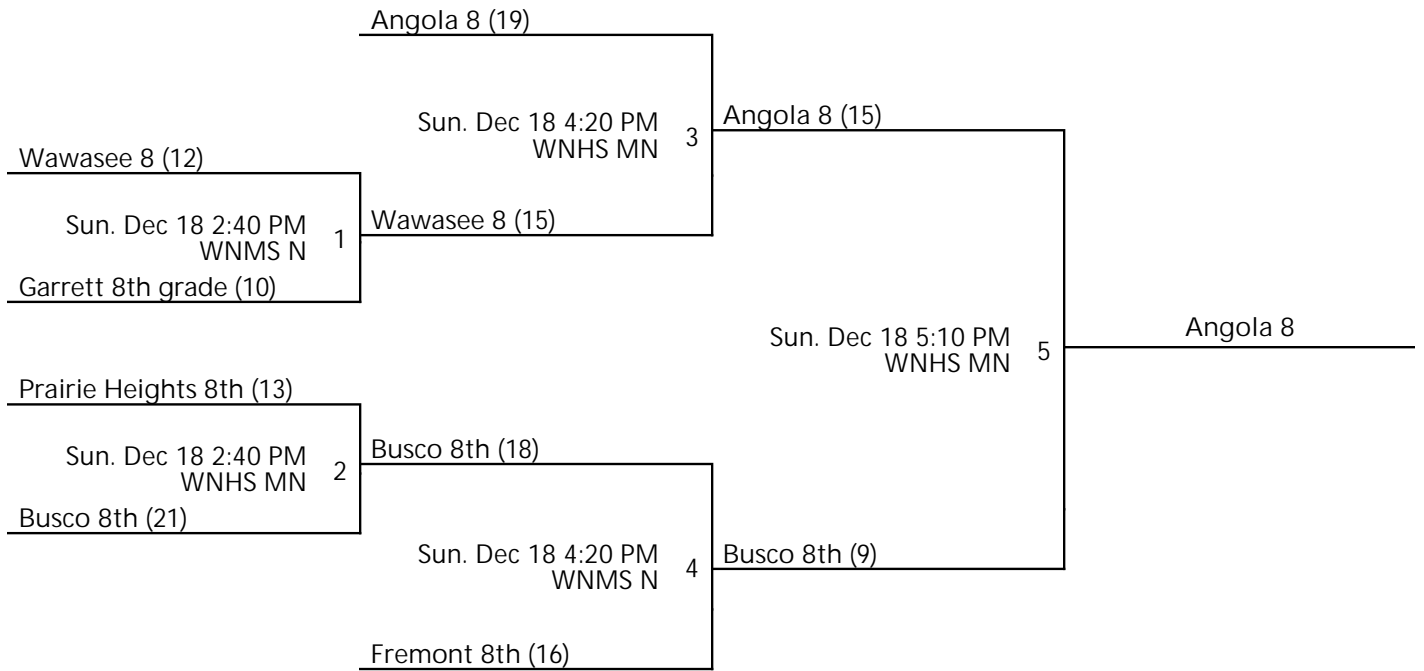 Angola 8 (19)
Sun. Dec 18 4:20 PM
WNHS MN
3
Angola 8 (15)
Wawasee 8 (12)
Sun. Dec 18 2:40 PM
WNMS N
1
Wawasee 8 (15)
Garrett 8th grade (10)
Sun. Dec 18 5:10 PM
WNHS MN
5
Angola 8
Prairie Heights 8th (13)
Sun. Dec 18 2:40 PM
WNHS MN
2
Busco 8th (18)
Busco 8th (21)
Sun. Dec 18 4:20 PM
WNMS N
4
Busco 8th (9)
Fremont 8th (16)